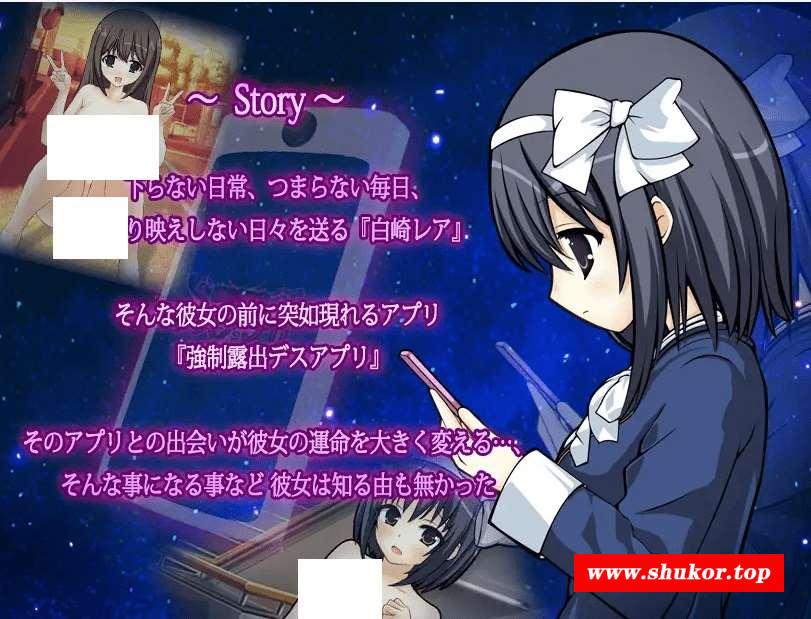 ～ Story ～
下らない日常、つまらない毎日、
り映えしない日々を送る『白崎レア』
そんな彼女の前に突如現れるアプリ
『強制露出デスアプリ』
そのアプリとの出会いが彼女の運命を大きく変える…、
そんな事になる事など 彼女は知る由も無かった
www.shukor.top